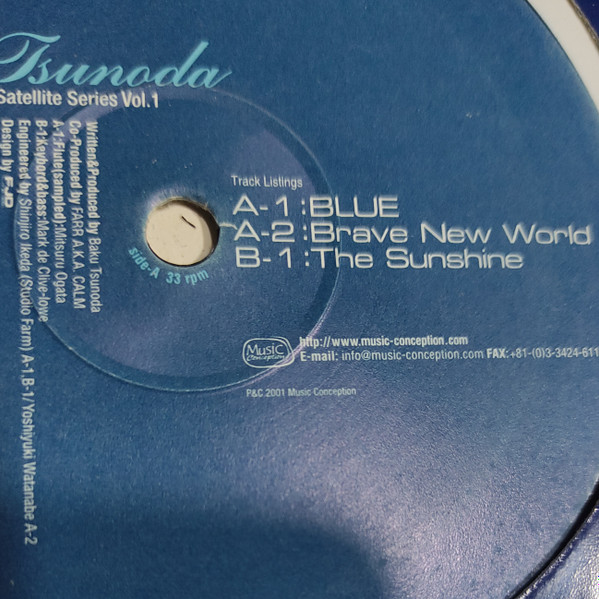 Tsunoda
Satellite Series Vol.1
Written&Produced by Baku Tsunoda
Co-Produced by FARR A.K.A. CALM
A-1:Flute(sampled):Mitsuru Ogata
B-1:Keybord&bass:Mark de Clive-lowe
Engineered by Shinjiro Ikeda (Studio Farm) A-1,B-1/Yoshiyuki Watanabe A-2
Design by
side-A 33 rpm
Track Listings
A-1:BLUE
A-2:Brave New World
B-1:The Sunshine
Music
Conception
http://www.music-conception.com
E-mail: info@music-conception.com FAX:+81-(0)3-3424-611
P&C 2001 Music Conception